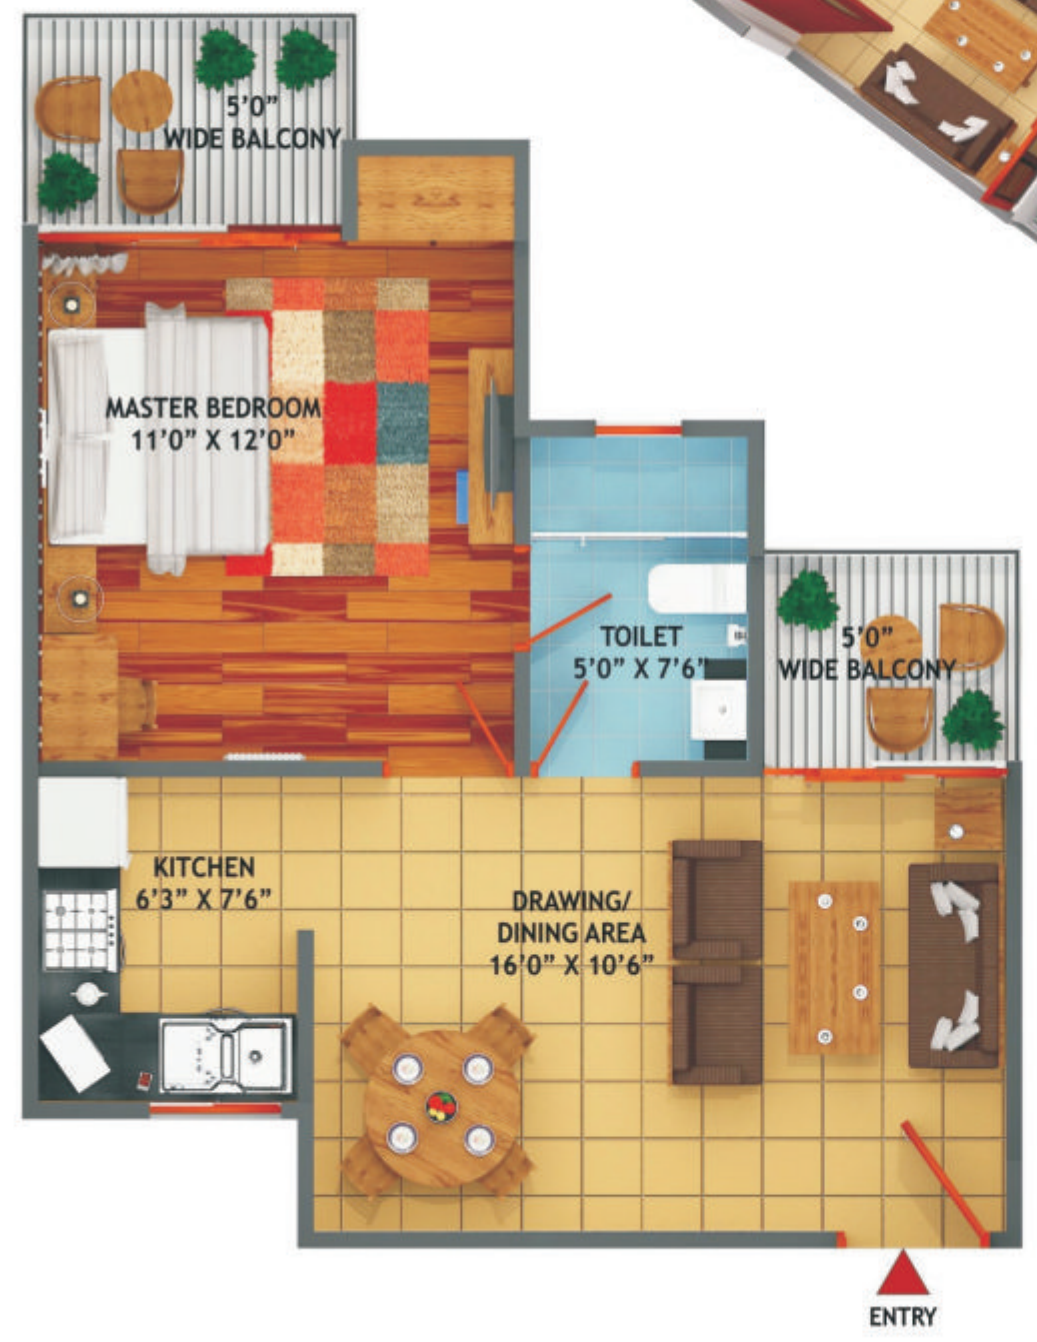 5'0”
WIDE BALCONY
MASTER BEDROOM
11'0” X 12'0”
TOILET
5'0” X 7'6”
5'0”
WIDE BALCONY
KITCHEN
6'3” X 7'6”
DRAWING/
DINING AREA
16'0” X 10'6”
ENTRY